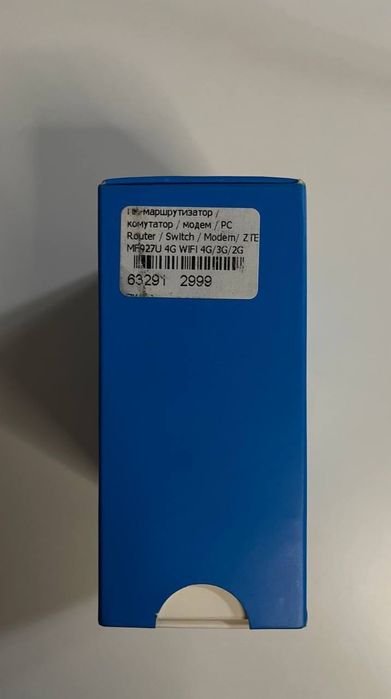 маршрутизатор /
комутатор / модем / PC
Router / Switch / Modem/ ZTE
MF927U 4G WIFI 4G/3G/2G
63291 2999